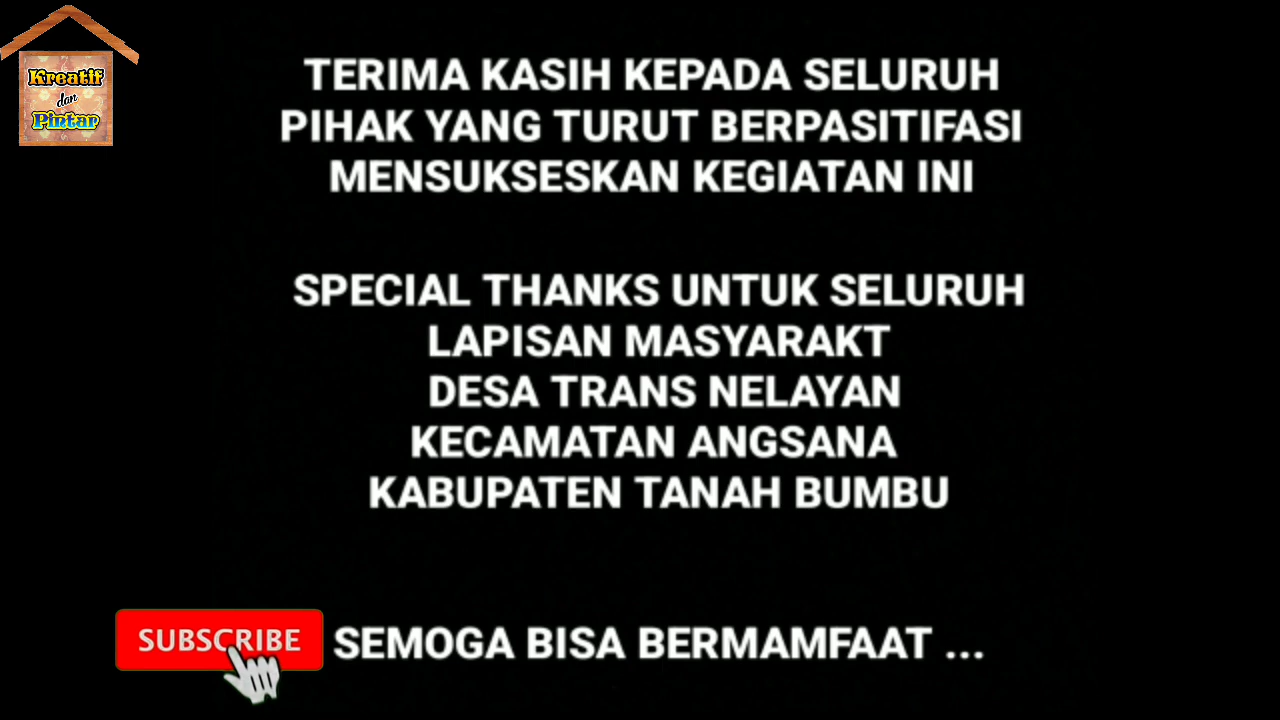 Kreatif
dan
Pintar
TERIMA KASIH KEPADA SELURUH
PIHAK YANG TURUT BERPASITIFASI
MENSUKSESKAN KEGIATAN INI
SPECIAL THANKS UNTUK SELURUH
LAPISAN MASYARAKT
DESA TRANS NELAYAN
KECAMATAN ANGSANA
KABUPATEN TANAH BUMBU
SUBSCRIBE
SEMOGA BISA BERMAMFAAT ...